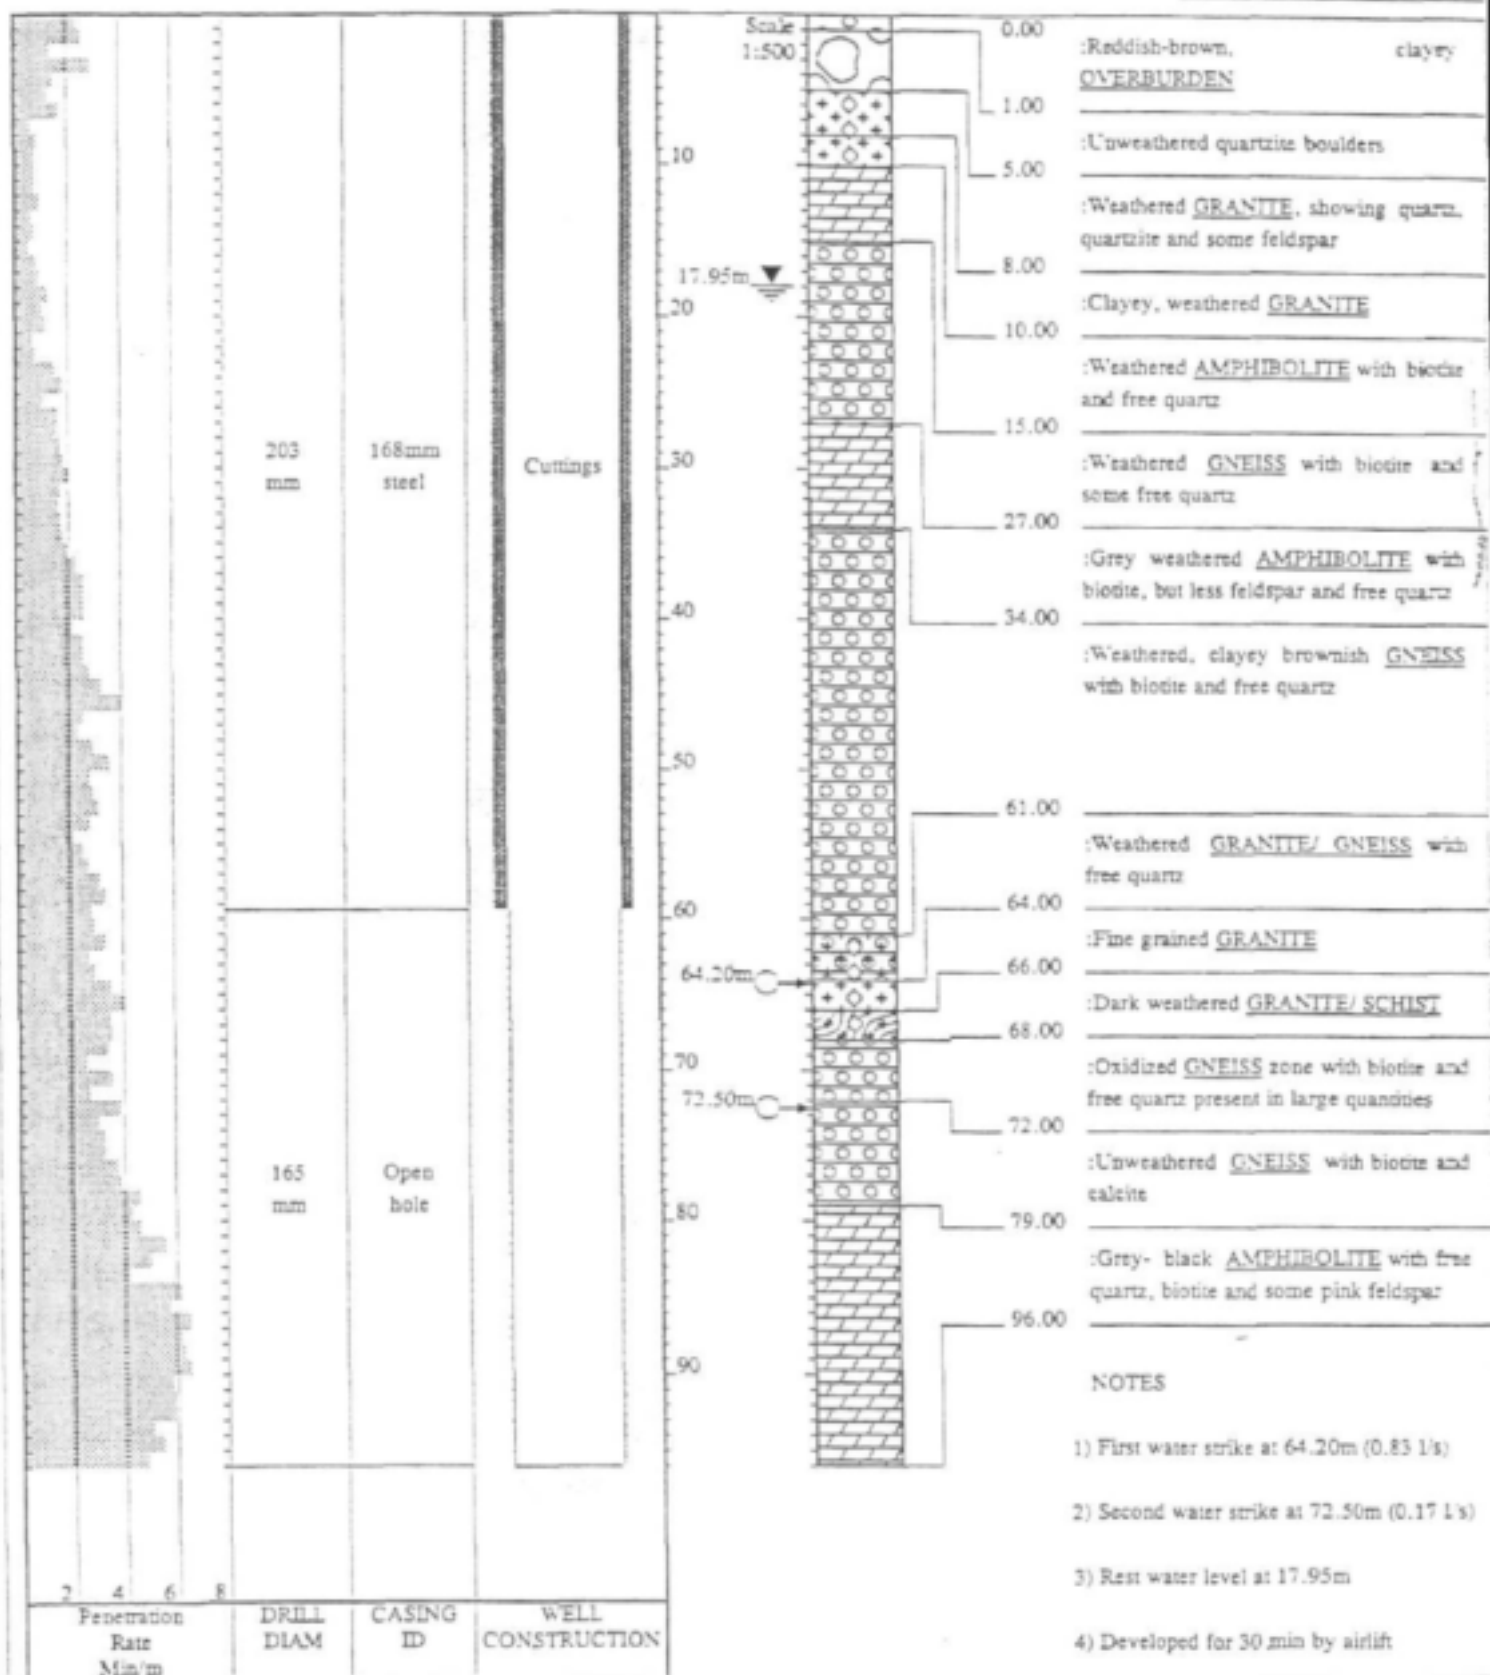 Scale
1:500
0.00
:Reddish-brown, clayey
OVERBURDEN
1.00
:Unweathered quartzite boulders
5.00
:Weathered GRANITE, showing quartz,
quartzite and some feldspar
8.00
:Clayey, weathered GRANITE
10.00
:Weathered AMPHIBOLITE with biotite
and free quartz
15.00
:Weathered GNEISS with biotite and
some free quartz
27.00
:Grey weathered AMPHIBOLITE with
biotite, but less feldspar and free quartz
34.00
:Weathered, clayey brownish GNEISS
with biotite and free quartz
61.00
:Weathered GRANITE/ GNEISS with
free quartz
64.00
:Fine grained GRANITE
66.00
:Dark weathered GRANITE/ SCHIST
68.00
:Oxidized GNEISS zone with biotite and
free quartz present in large quantities
72.00
:Unweathered GNEISS with biotite and
calcite
79.00
:Grey- black AMPHIBOLITE with free
quartz, biotite and some pink feldspar
96.00
10
17.95m
20
30
40
50
60
64.20m
70
72.50m
80
90
203
mm
168mm
steel
Cuttings
165
mm
Open
hole
NOTES
1) First water strike at 64.20m (0.83 l/s)
2) Second water strike at 72.50m (0.17 l/s)
3) Rest water level at 17.95m
4) Developed for 30 min by airlift
2 4 6 8
Penetration
Rate
Min/m
DRILL
DIAM
CASING
ID
WELL
CONSTRUCTION